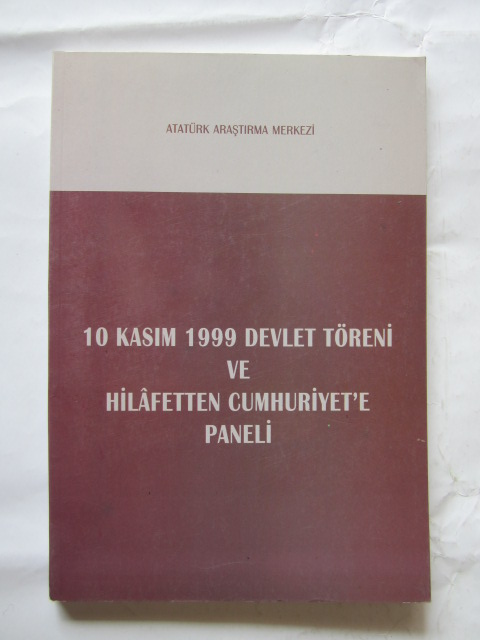 ATATÜRK ARAŞTIRMA MERKEZİ
10 KASIM 1999 DEVLET TÖRENİ
VE
HİLÂFETTEN CUMHURİYET'E
PANELİ